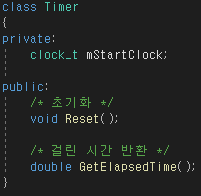 class Timer
{
private:
    clock_t mStartClock;

public:
    /* 초기화 */
    void Reset();

    /* 걸린 시간 반환 */
    double GetElapsedTime();
}